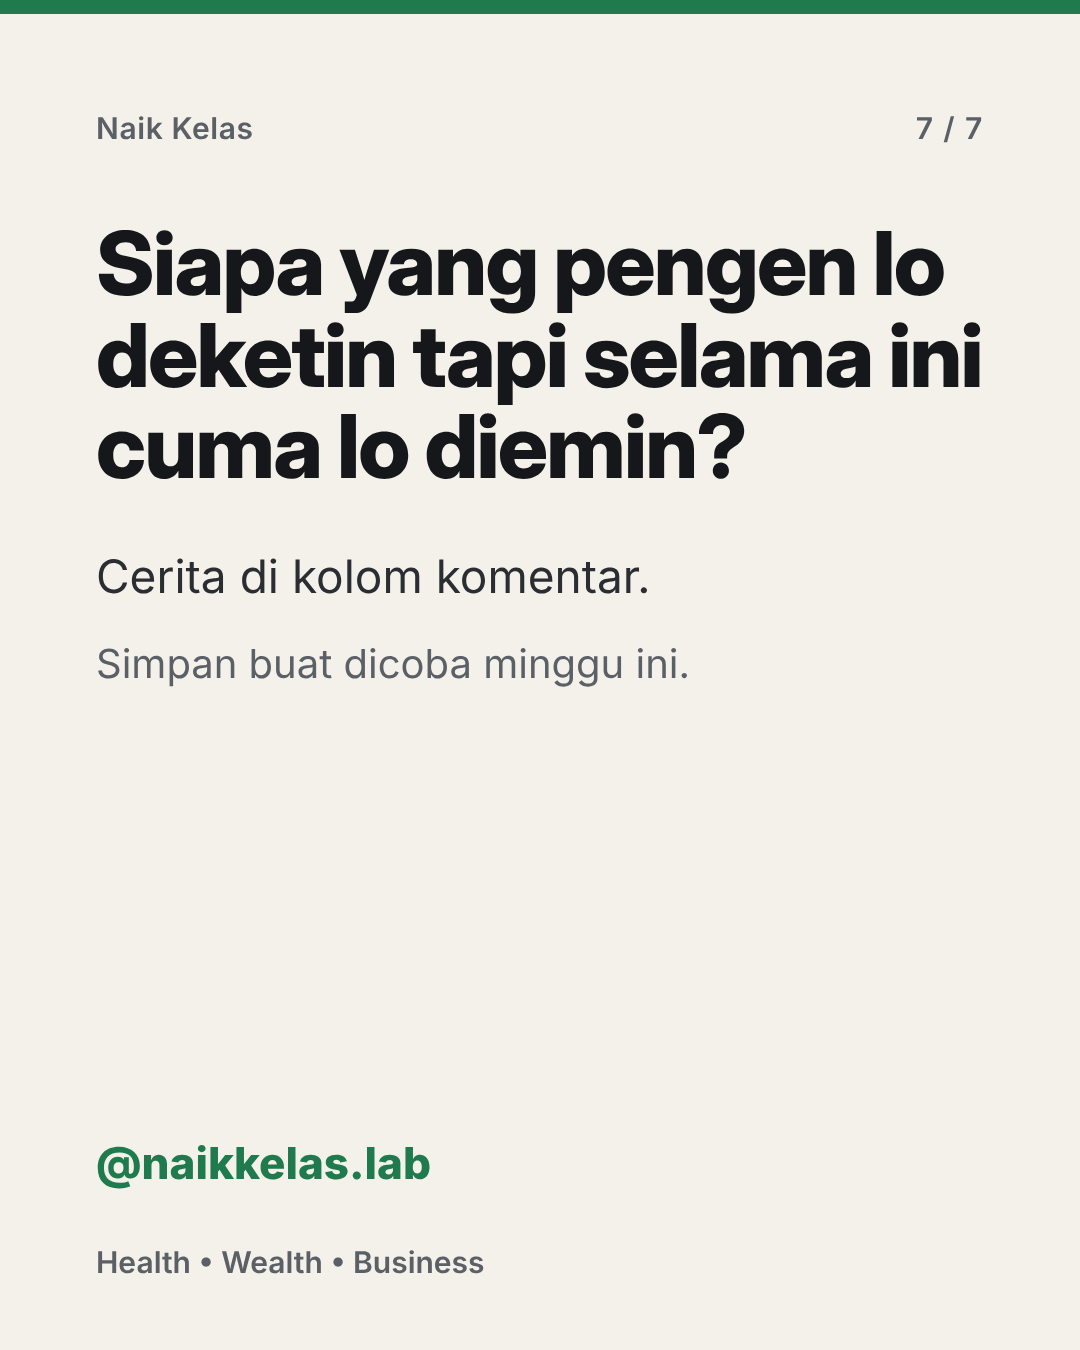 Naik Kelas
7 / 7
Siapa yang pengen lo
deketin tapi selama ini
cuma lo diemin?
Cerita di kolom komentar.
Simpan buat dicoba minggu ini.
@naikkelas.lab
Health • Wealth • Business